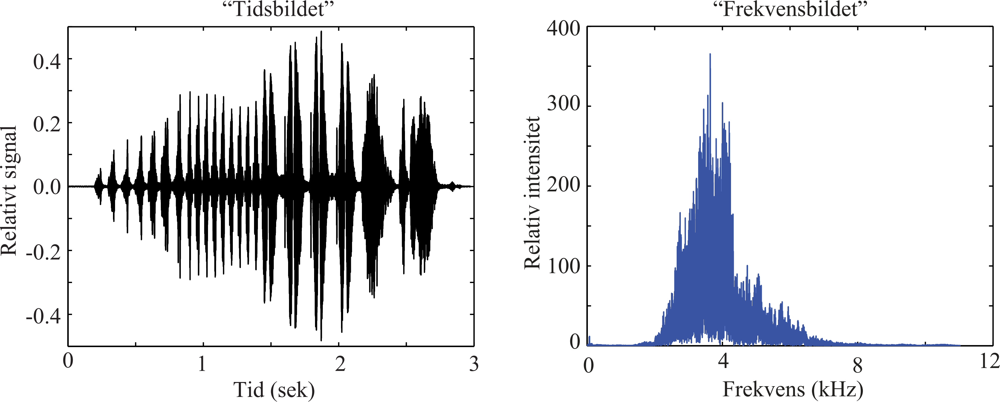 “Tidsbildet”
Relativt signal
0.4
0.2
0.0
-0.2
-0.4
0 1 2 3
Tid (sek)
“Frekvensbildet”
Relativ intensitet
400
300
200
100
0
0 4 8 12
Frekvens (kHz)